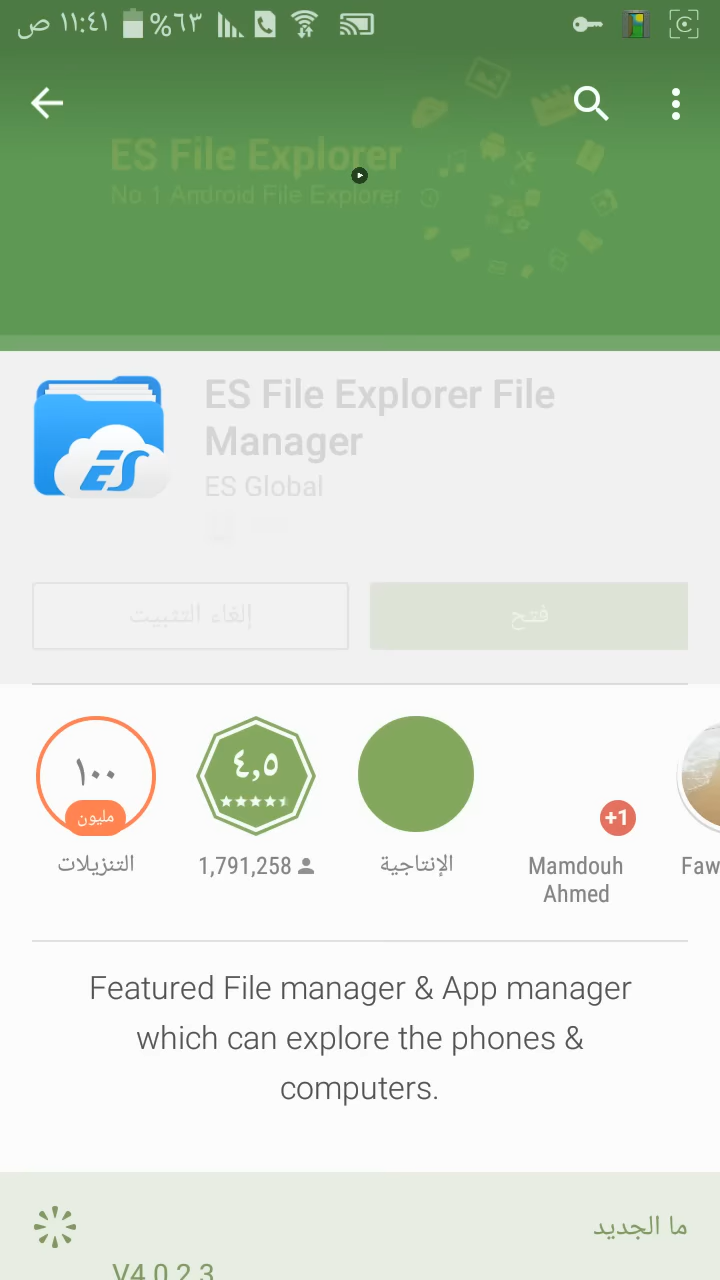 ١١:٤١ ص
%٦٣
ES File Explorer
No 1 Android File Explorer
ES File Explorer File
Manager
ES Global
إلغاء التثبيت
فتح
١٠٠
مليون
التنزيلات
٤,٥
1,791,258
الإنتاجية
+1
Mamdouh
Ahmed
Faw
Featured File manager & App manager
which can explore the phones &
computers.
ما الجديد
V4.0.2.3